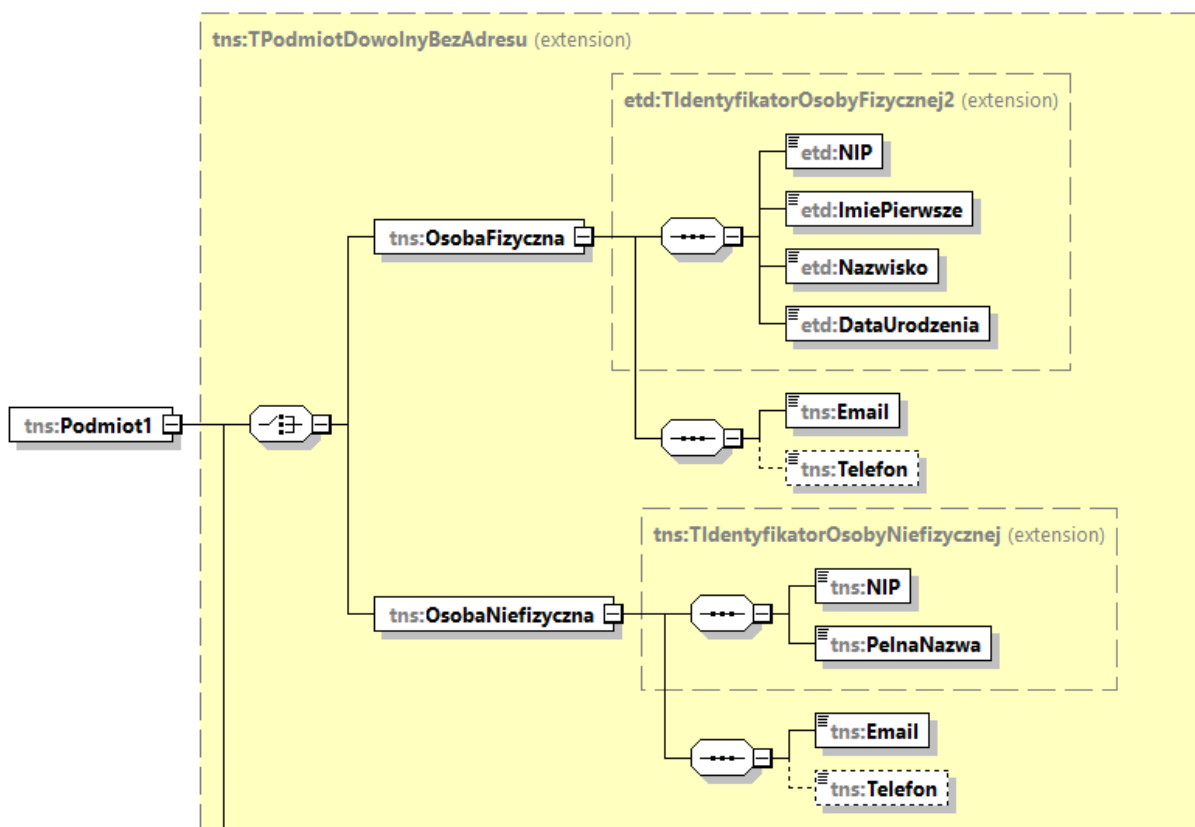 tns:TPodmiotDowolnyBezAdresu (extension)
etd:TIdentyfikatorOsobyFizycznej2 (extension)
etd:NIP
etd:ImiePierwsze
tns:OsobaFizyczna
etd:Nazwisko
etd:DataUrodzenia
tns:Podmiot1
tns:Email
tns:Telefon
tns:TIdentyfikatorOsobyNiefizycznej (extension)
tns:NIP
tns:OsobaNiefizyczna
tns:PelnaNazwa
tns:Email
tns:Telefon